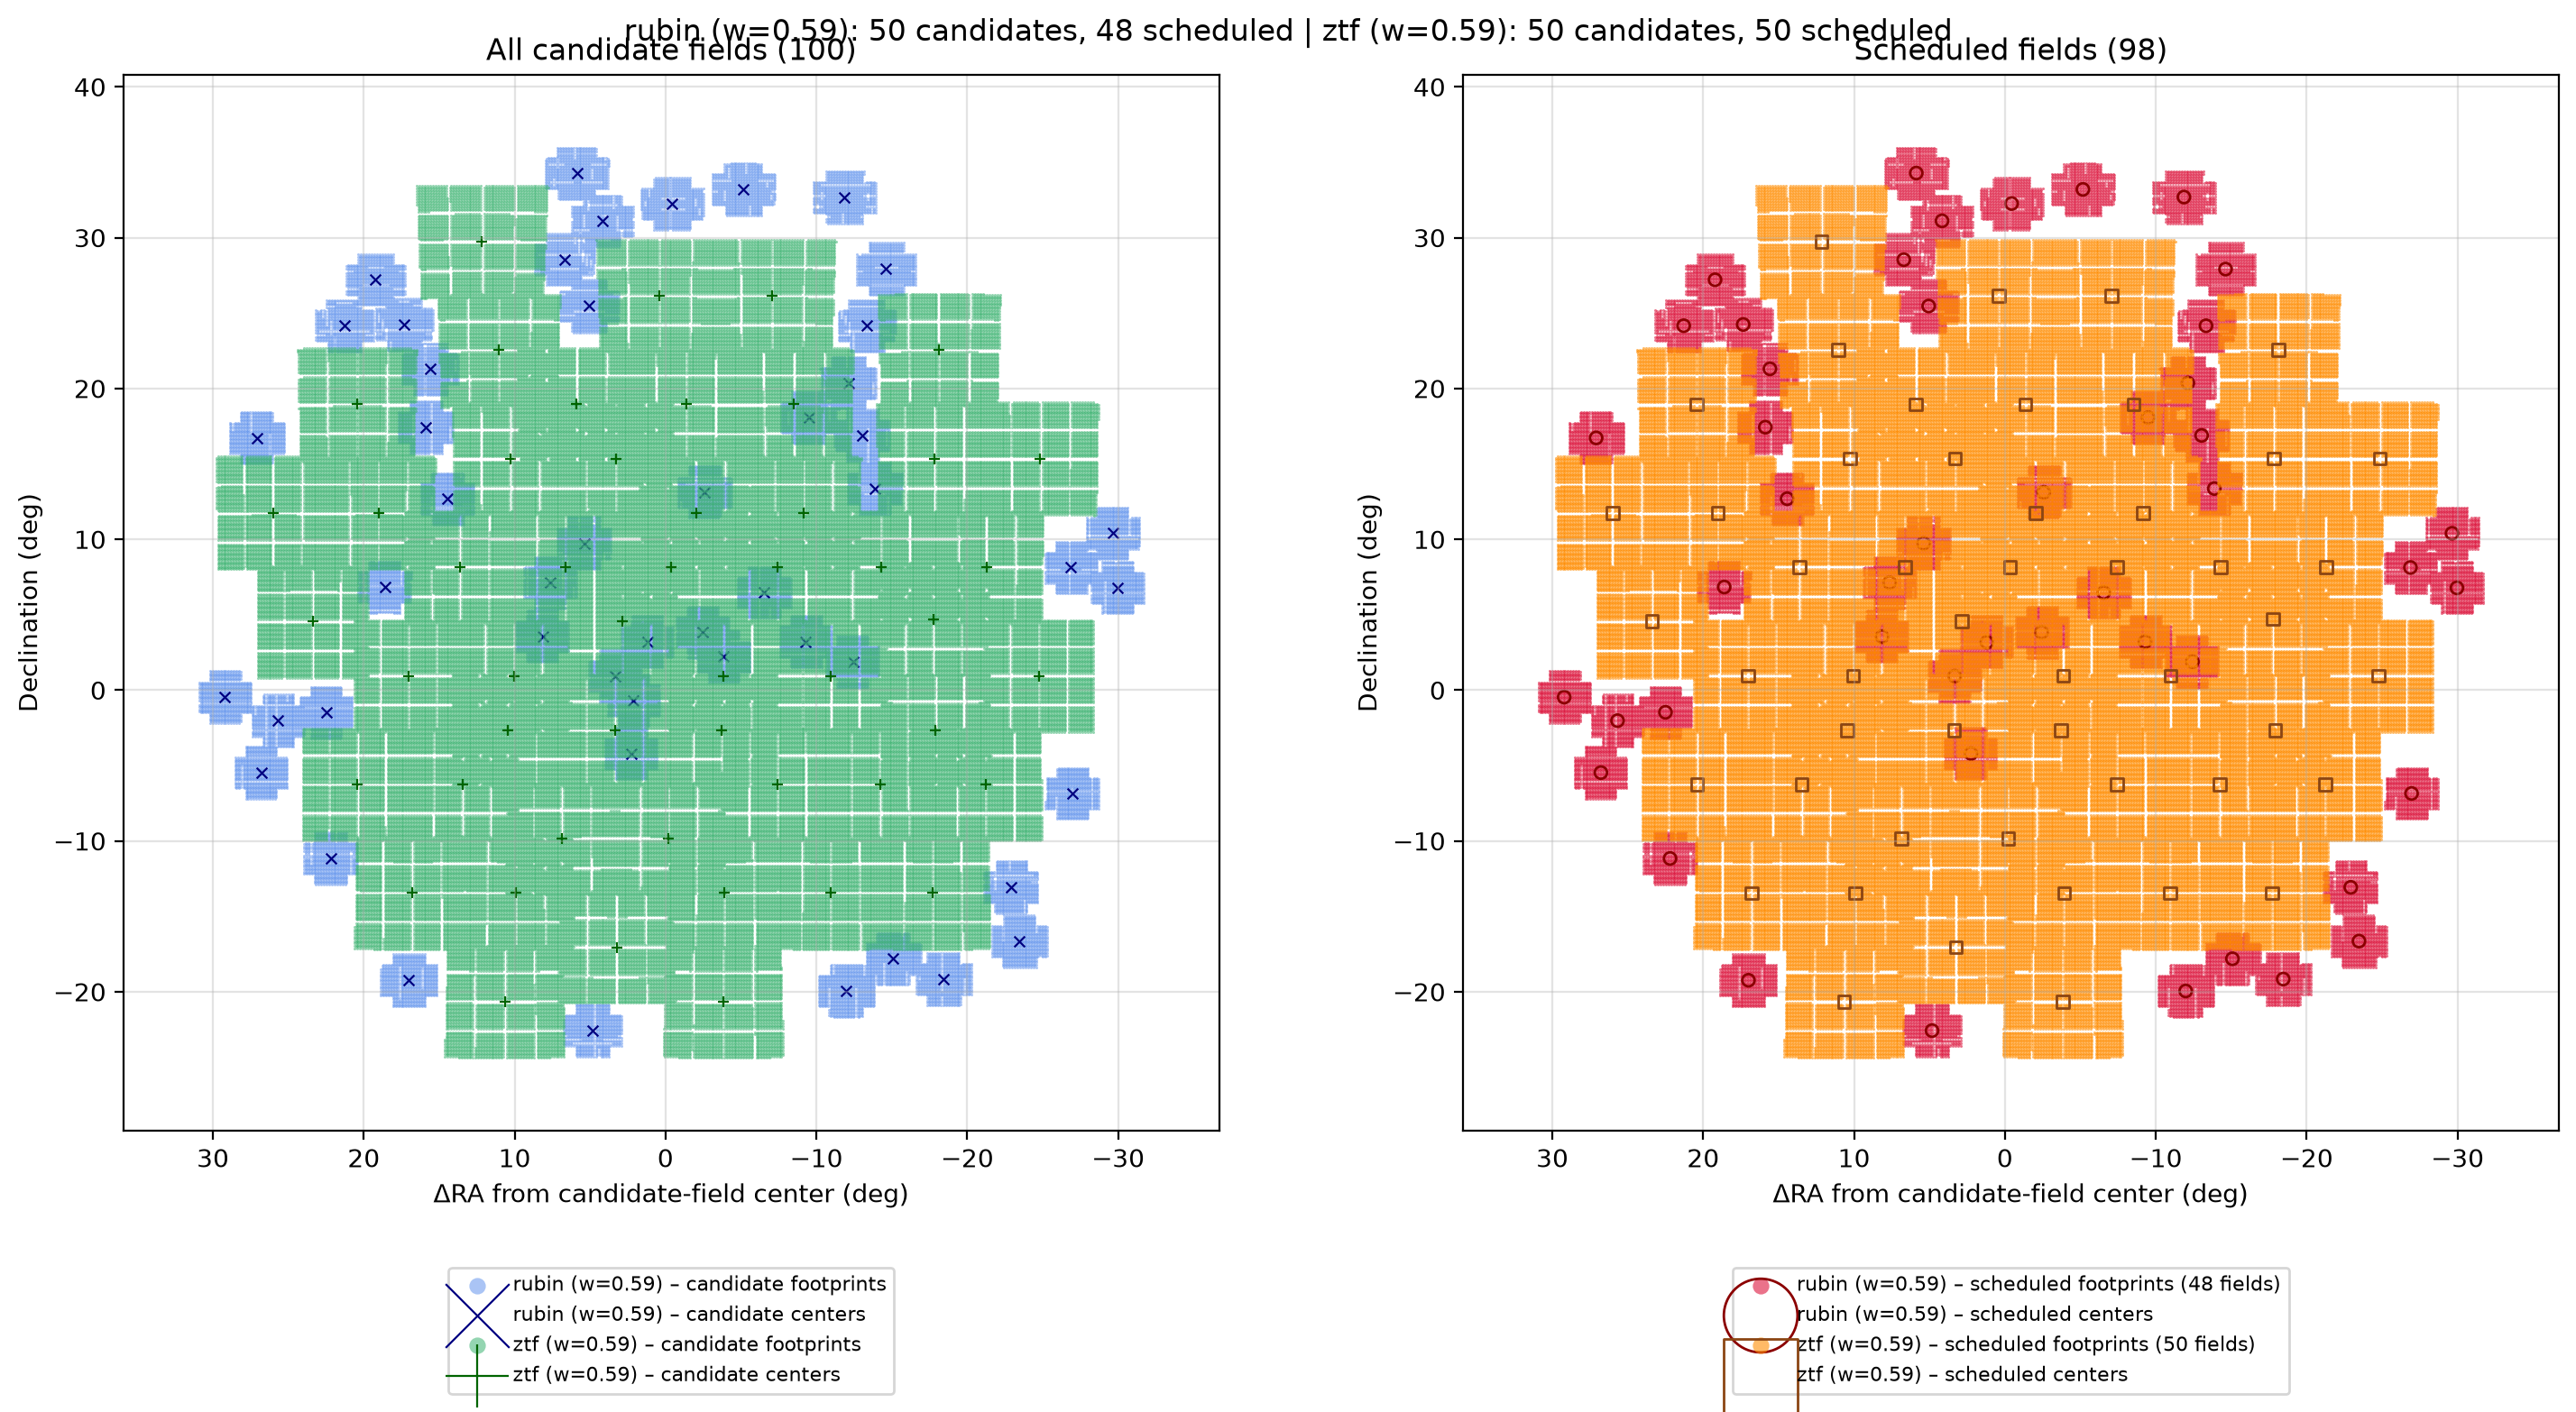 rubin (w=0.59): 50 candidates, 48 scheduled | ztf (w=0.59): 50 candidates, 50 scheduled
All candidate fields (100)
Scheduled fields (98)
40
30
20
10
0
−10
−20
Declination (deg)
30
20
10
0
−10
−20
−30
ΔRA from candidate-field center (deg)
rubin (w=0.59) – candidate footprints
rubin (w=0.59) – candidate centers
ztf (w=0.59) – candidate footprints
ztf (w=0.59) – candidate centers
40
30
20
10
0
−10
−20
Declination (deg)
30
20
10
0
−10
−20
−30
ΔRA from candidate-field center (deg)
rubin (w=0.59) – scheduled footprints (48 fields)
rubin (w=0.59) – scheduled centers
ztf (w=0.59) – scheduled footprints (50 fields)
ztf (w=0.59) – scheduled centers